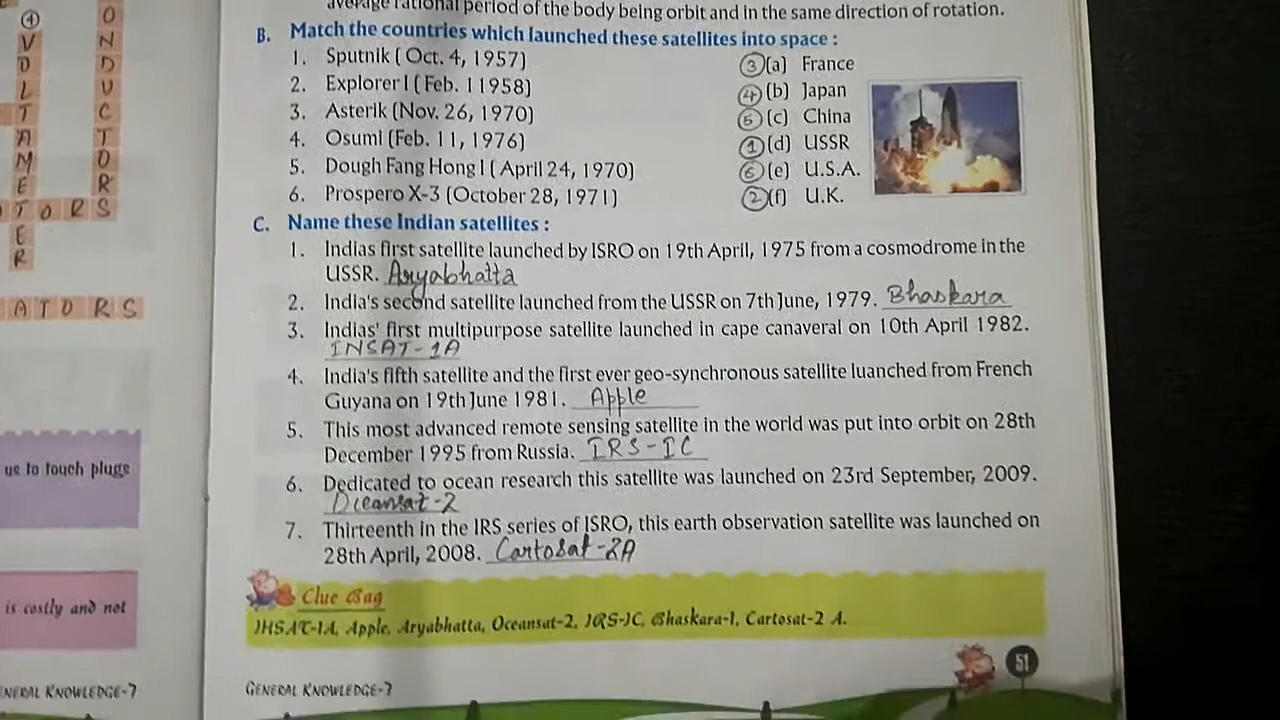 ④
V
O
L
T
A
M
E
T
E
R
O
N
D
U
C
T
O
R
S
T O R S
A T O R S
us to touch plugs
is costly and not
NERAL KNOWLEDGE-7
average rational period of the body being orbit and in the same direction of rotation.
B. Match the countries which launched these satellites into space :
1. Sputnik ( Oct. 4, 1957) ③ (a) France
2. Explorer I ( Feb. 11958) ④ (b) Japan
3. Asterik (Nov. 26, 1970) ⑤ (c) China
4. Osumi (Feb. 11, 1976) ① (d) USSR
5. Dough Fang Hong I ( April 24, 1970) ⑥ (e) U.S.A.
6. Prospero X-3 (October 28, 1971) ② (f) U.K.
C. Name these Indian satellites :
1. Indias first satellite launched by ISRO on 19th April, 1975 from a cosmodrome in the
USSR. Aryabhatta
2. India's second satellite launched from the USSR on 7th June, 1979. Bhaskara
3. Indias' first multipurpose satellite launched in cape canaveral on 10th April 1982.
INSAT-1A
4. India's fifth satellite and the first ever geo-synchronous satellite luanched from French
Guyana on 19th June 1981. Apple
5. This most advanced remote sensing satellite in the world was put into orbit on 28th
December 1995 from Russia. IRS-IC
6. Dedicated to ocean research this satellite was launched on 23rd September, 2009.
Oceansat-2
7. Thirteenth in the IRS series of ISRO, this earth observation satellite was launched on
28th April, 2008. Cartosat-2A
Clue Bag
IHSAT-1A, Apple, Aryabhatta, Oceansat-2, IRS-IC, Bhaskara-1, Cartosat-2 A.
GENERAL KNOWLEDGE-7
51